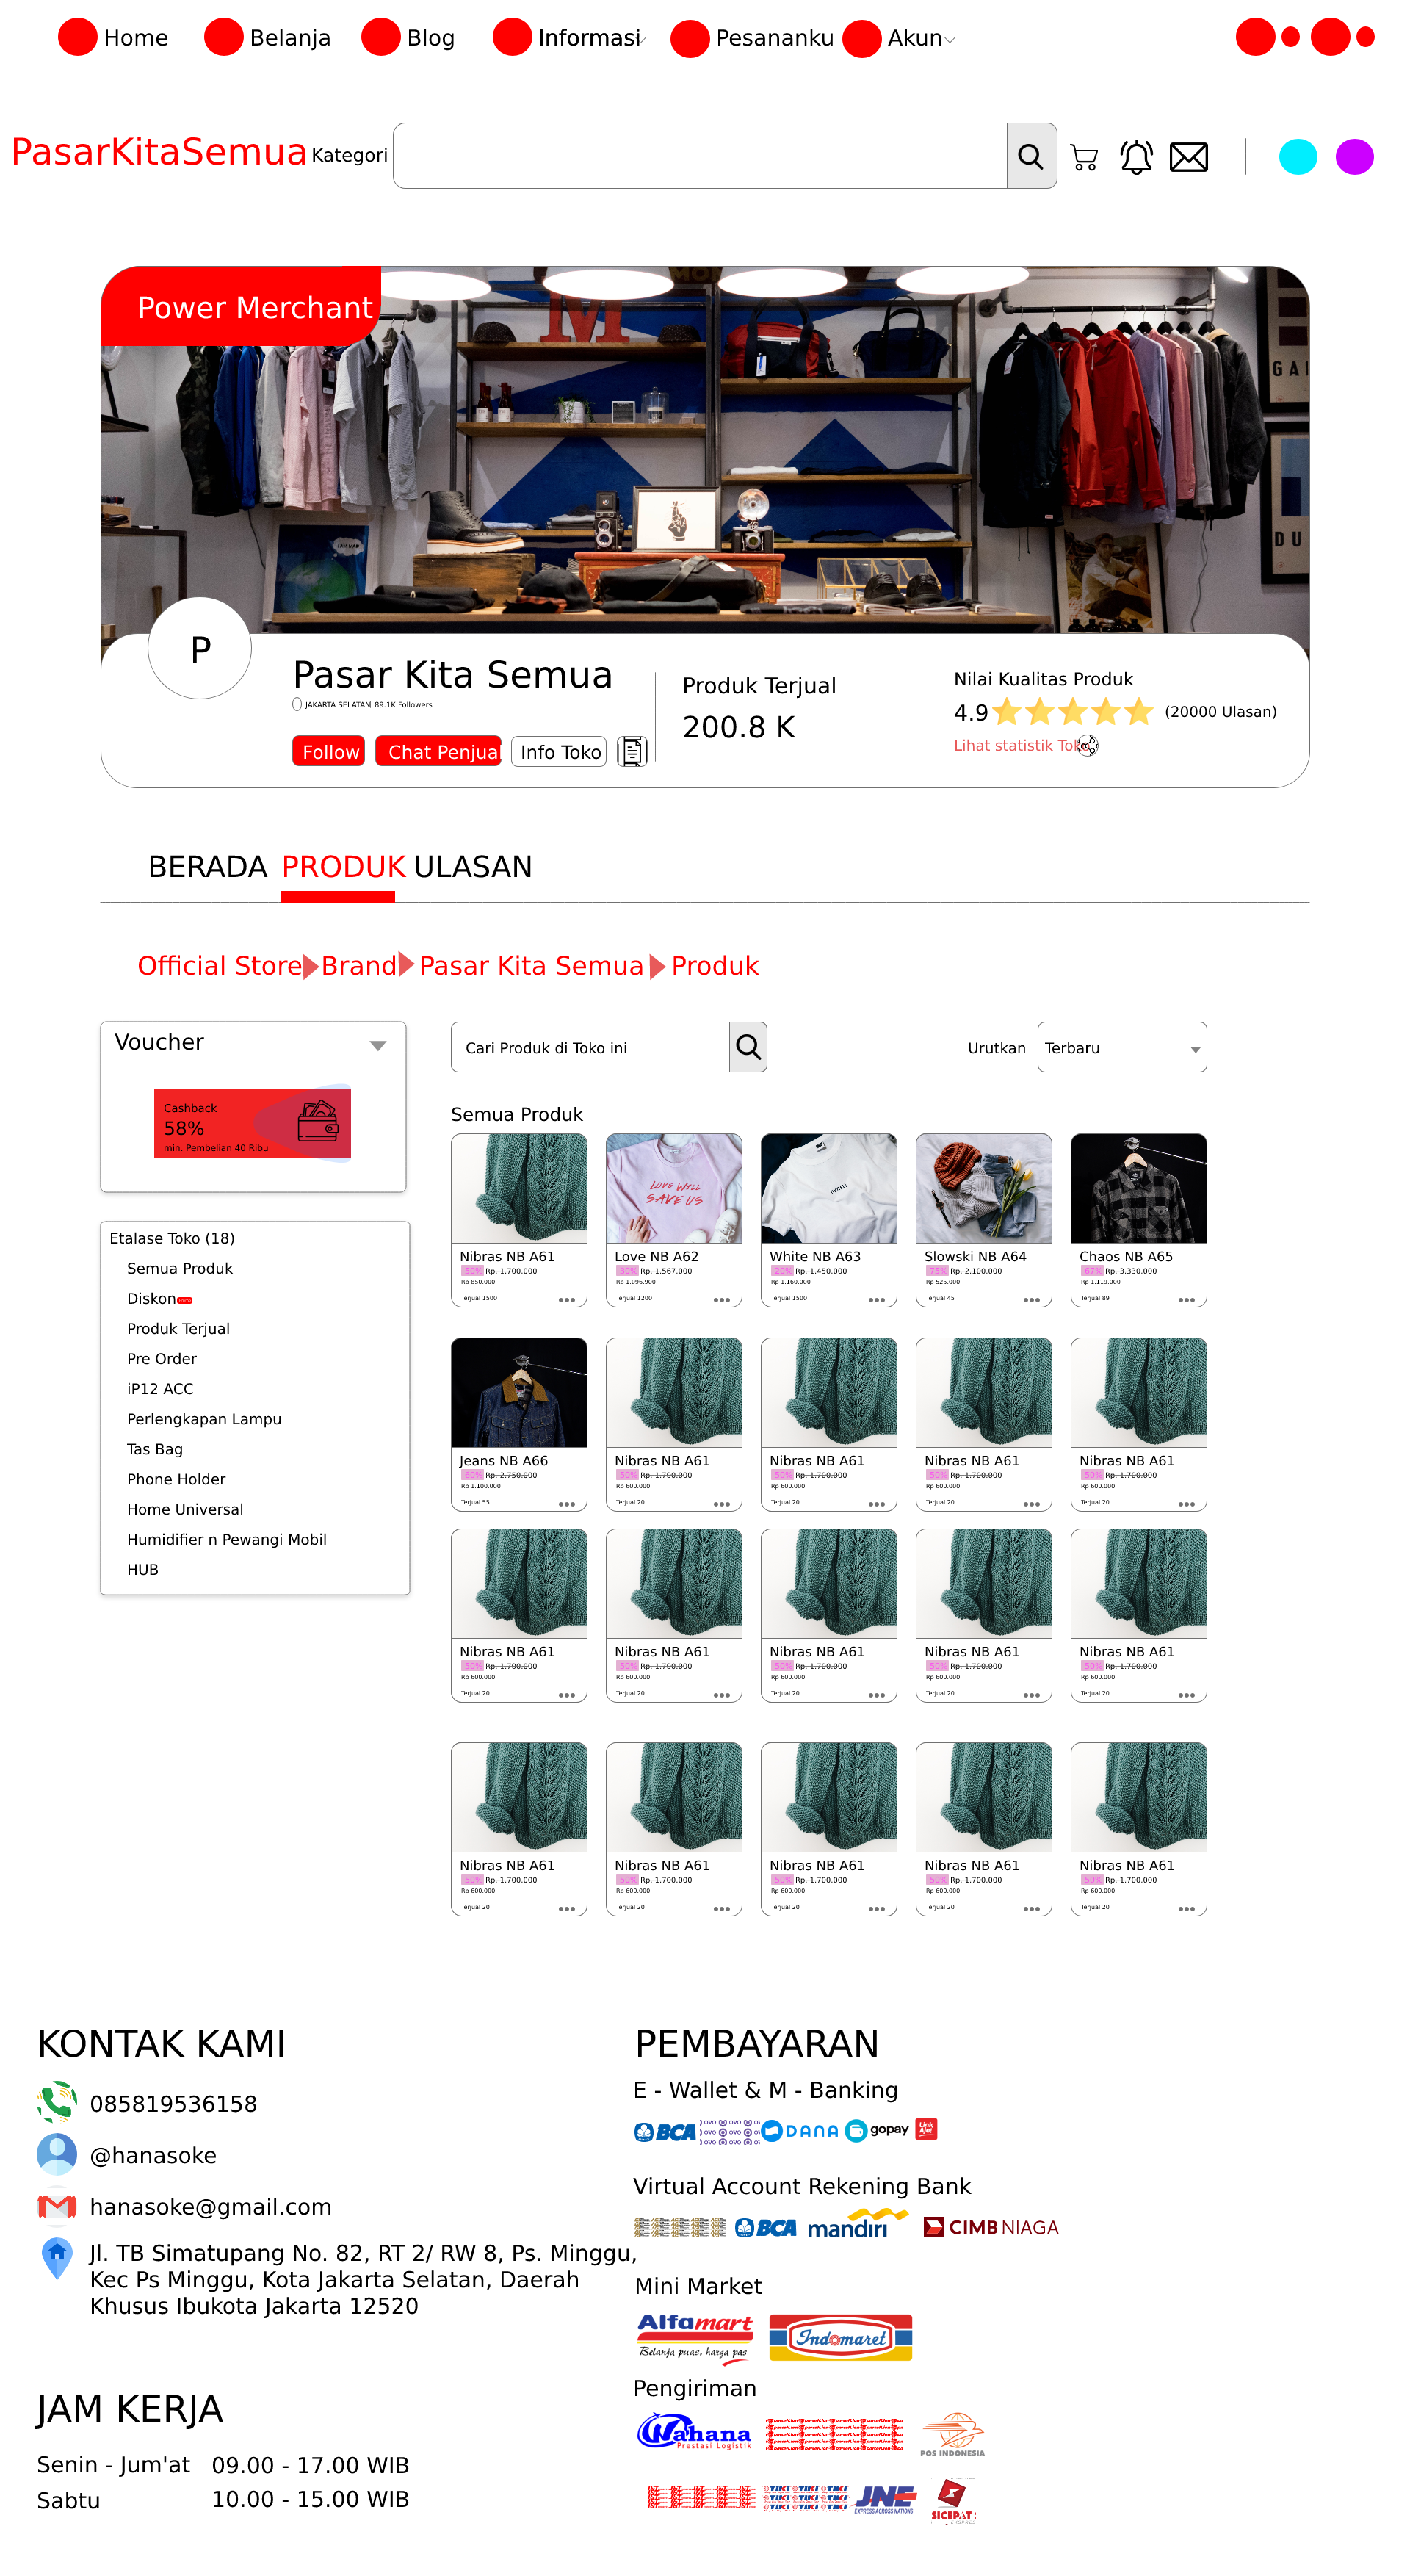 Home Belanja Blog Informasi Pesananku Akun
PasarKitaSemua Kategori
Power Merchant
P
Pasar Kita Semua
JAKARTA SELATAN 89.1K Followers
Follow Chat Penjual Info Toko
Produk Terjual
200.8 K
Nilai Kualitas Produk
4.9 (20000 Ulasan)
Lihat statistik Toko
BERADA PRODUK ULASAN
Official Store Brand Pasar Kita Semua Produk
Voucher
Cashback
58%
min. Pembelian 40 Ribu
Etalase Toko (18)
Semua Produk
Diskon
Produk Terjual
Pre Order
iP12 ACC
Perlengkapan Lampu
Tas Bag
Phone Holder
Home Universal
Humidifier n Pewangi Mobil
HUB
Cari Produk di Toko ini
Urutkan Terbaru
Semua Produk
LOVE WILL
SAVE US
Nibras NB A61 Love NB A62 White NB A63 Slowski NB A64 Chaos NB A65
50% Rp. 1.700.000 30% Rp. 1.567.000 20% Rp. 1.450.000 75% Rp. 2.100.000 67% Rp. 3.330.000
Rp 850.000 Rp 1.096.900 Rp 1.160.000 Rp 525.000 Rp 1.119.000
Terjual 1500 Terjual 1200 Terjual 1500 Terjual 45 Terjual 89
Jeans NB A66 Nibras NB A61 Nibras NB A61 Nibras NB A61 Nibras NB A61
60% Rp. 2.750.000 50% Rp. 1.700.000 50% Rp. 1.700.000 50% Rp. 1.700.000 50% Rp. 1.700.000
Rp 1.100.000 Rp 600.000 Rp 600.000 Rp 600.000 Rp 600.000
Terjual 55 Terjual 20 Terjual 20 Terjual 20 Terjual 20
Nibras NB A61 Nibras NB A61 Nibras NB A61 Nibras NB A61 Nibras NB A61
50% Rp. 1.700.000 50% Rp. 1.700.000 50% Rp. 1.700.000 50% Rp. 1.700.000 50% Rp. 1.700.000
Rp 600.000 Rp 600.000 Rp 600.000 Rp 600.000 Rp 600.000
Terjual 20 Terjual 20 Terjual 20 Terjual 20 Terjual 20
Nibras NB A61 Nibras NB A61 Nibras NB A61 Nibras NB A61 Nibras NB A61
50% Rp. 1.700.000 50% Rp. 1.700.000 50% Rp. 1.700.000 50% Rp. 1.700.000 50% Rp. 1.700.000
Rp 600.000 Rp 600.000 Rp 600.000 Rp 600.000 Rp 600.000
Terjual 20 Terjual 20 Terjual 20 Terjual 20 Terjual 20
KONTAK KAMI
085819536158
@hanasoke
hanasoke@gmail.com
Jl. TB Simatupang No. 82, RT 2/ RW 8, Ps. Minggu,
Kec Ps Minggu, Kota Jakarta Selatan, Daerah
Khusus Ibukota Jakarta 12520
JAM KERJA
Senin - Jum'at 09.00 - 17.00 WIB
Sabtu 10.00 - 15.00 WIB
PEMBAYARAN
E - Wallet & M - Banking
BCA OVO DANA gopay LinkAja!
Virtual Account Rekening Bank
BCA mandiri CIMB NIAGA
Mini Market
Alfamart
Belanja puas, harga pas
Indomaret
Pengiriman
Wahana
Prestasi Logistik
POS INDONESIA
TIKI JNE
EXPRESS ACROSS NATIONS
SICEPAT